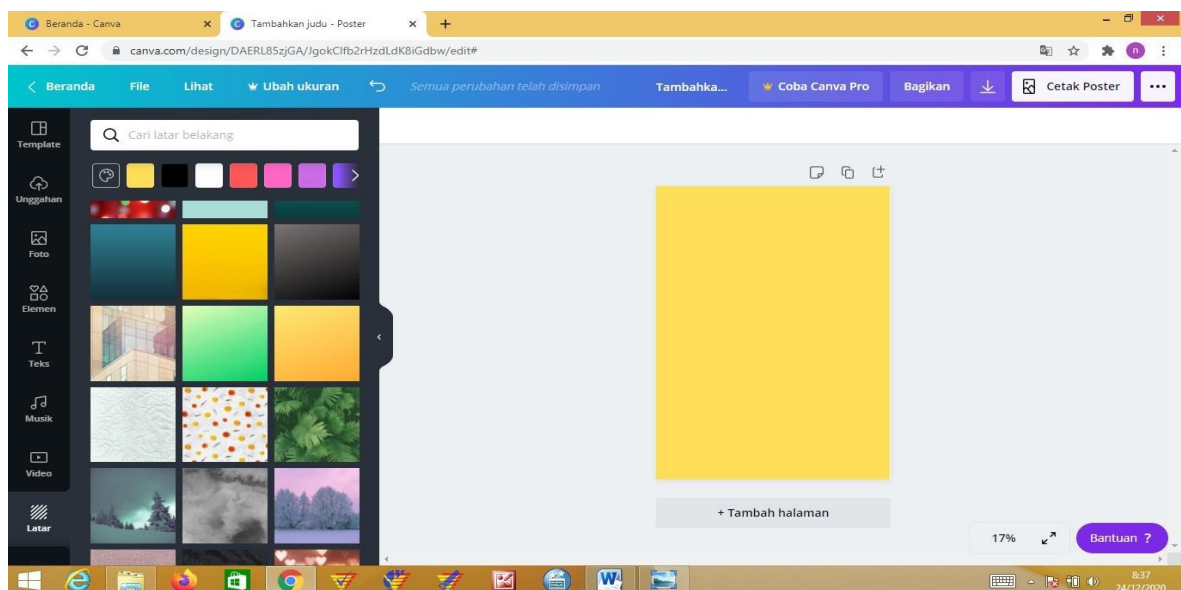 Beranda - Canva
Tambahkan judu - Poster
canva.com/design/DAERL85zjGA/JgokClfb2rHzdLdK8iGdbw/edit#
n
Beranda File Lihat Ubah ukuran Semua perubahan telah disimpan Tambahka... Coba Canva Pro Bagikan Cetak Poster
Cari latar belakang
Template
Unggahan
Foto
Elemen
Teks
Musik
Video
Latar
+ Tambah halaman
17%
Bantuan ?
8:37
24/12/2020